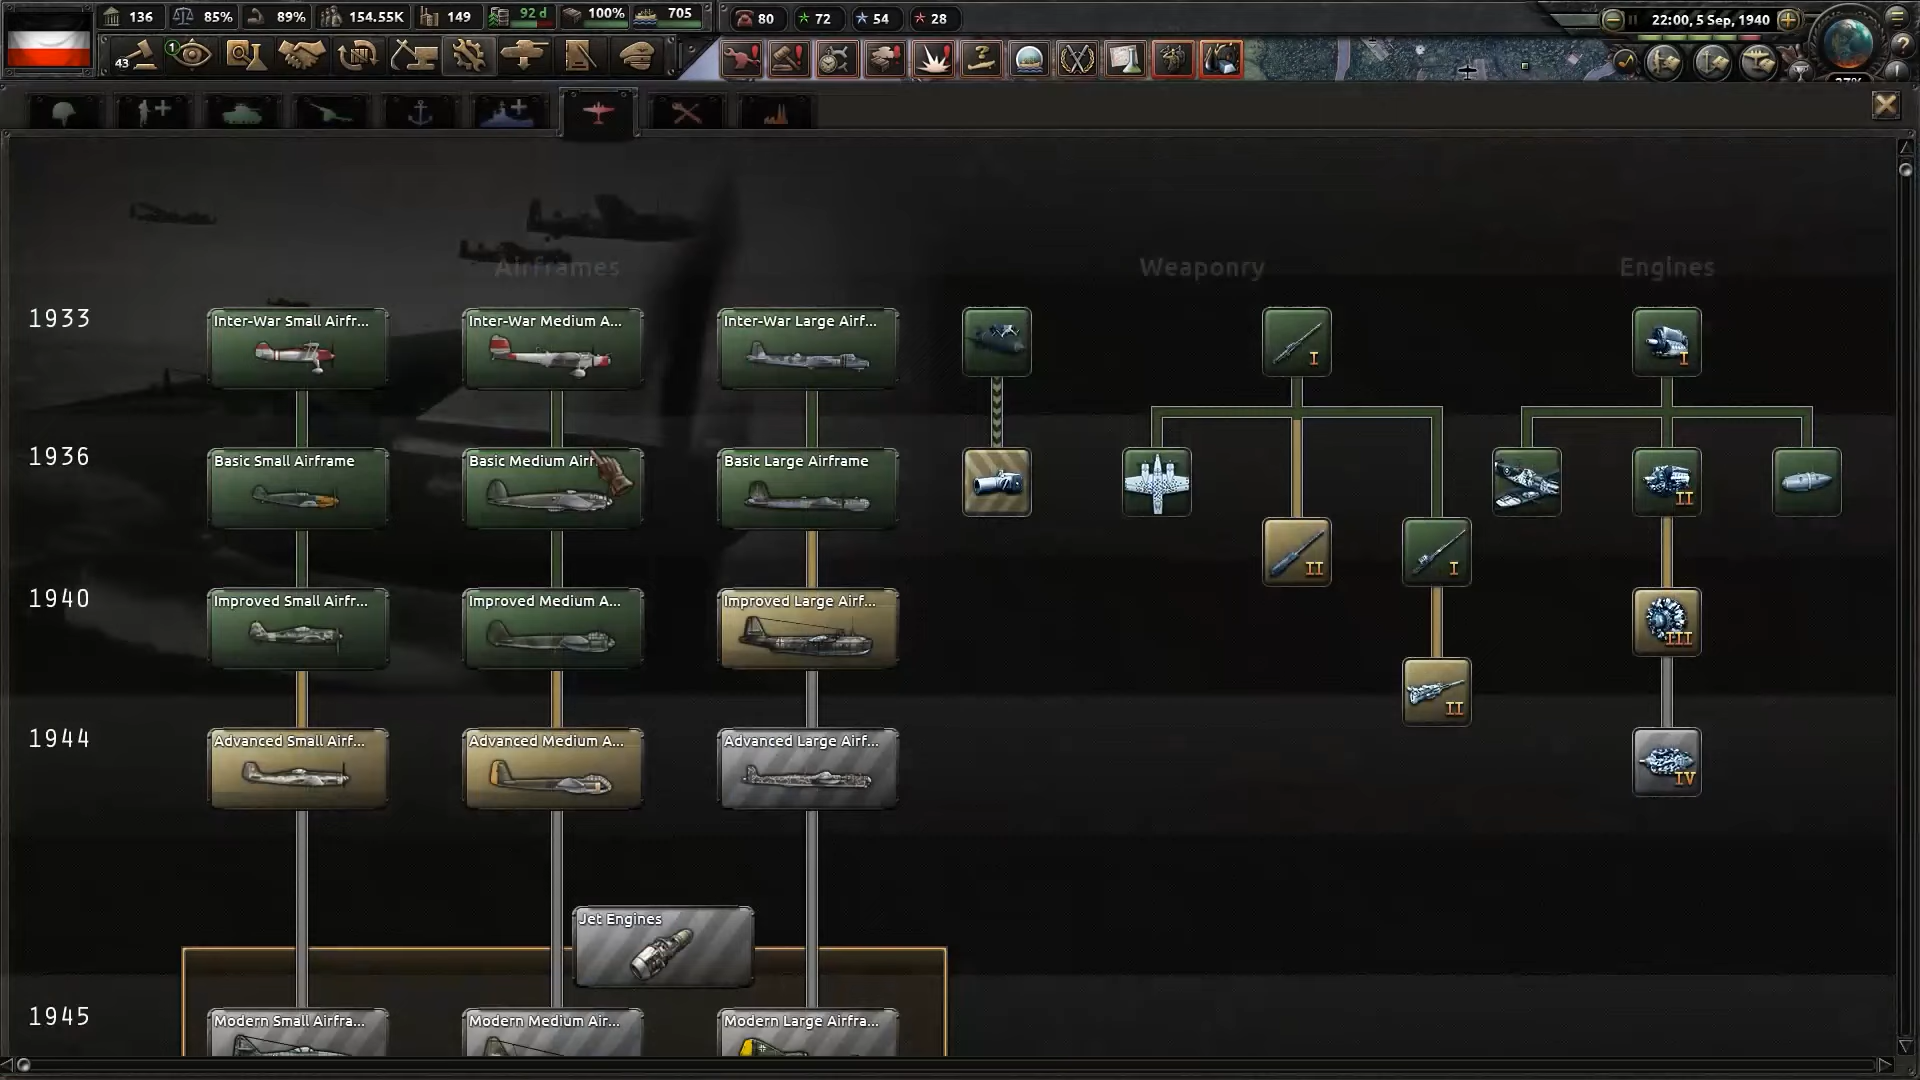 136 85% 89% 154.55K 149 92 d 100% 705 80 72 54 28 22:00, 5 Sep, 1940
43 1
Airframes Weaponry Engines
1933 Inter-War Small Airfr... Inter-War Medium A... Inter-War Large Airf...
I I
1936 Basic Small Airframe Basic Medium Airf Basic Large Airframe
II
II I
1940 Improved Small Airfr... Improved Medium A... Improved Large Airf...
III
II
1944 Advanced Small Airf... Advanced Medium A... Advanced Large Airf...
IV
Jet Engines
1945 Modern Small Airfra... Modern Medium Air... Modern Large Airfra...